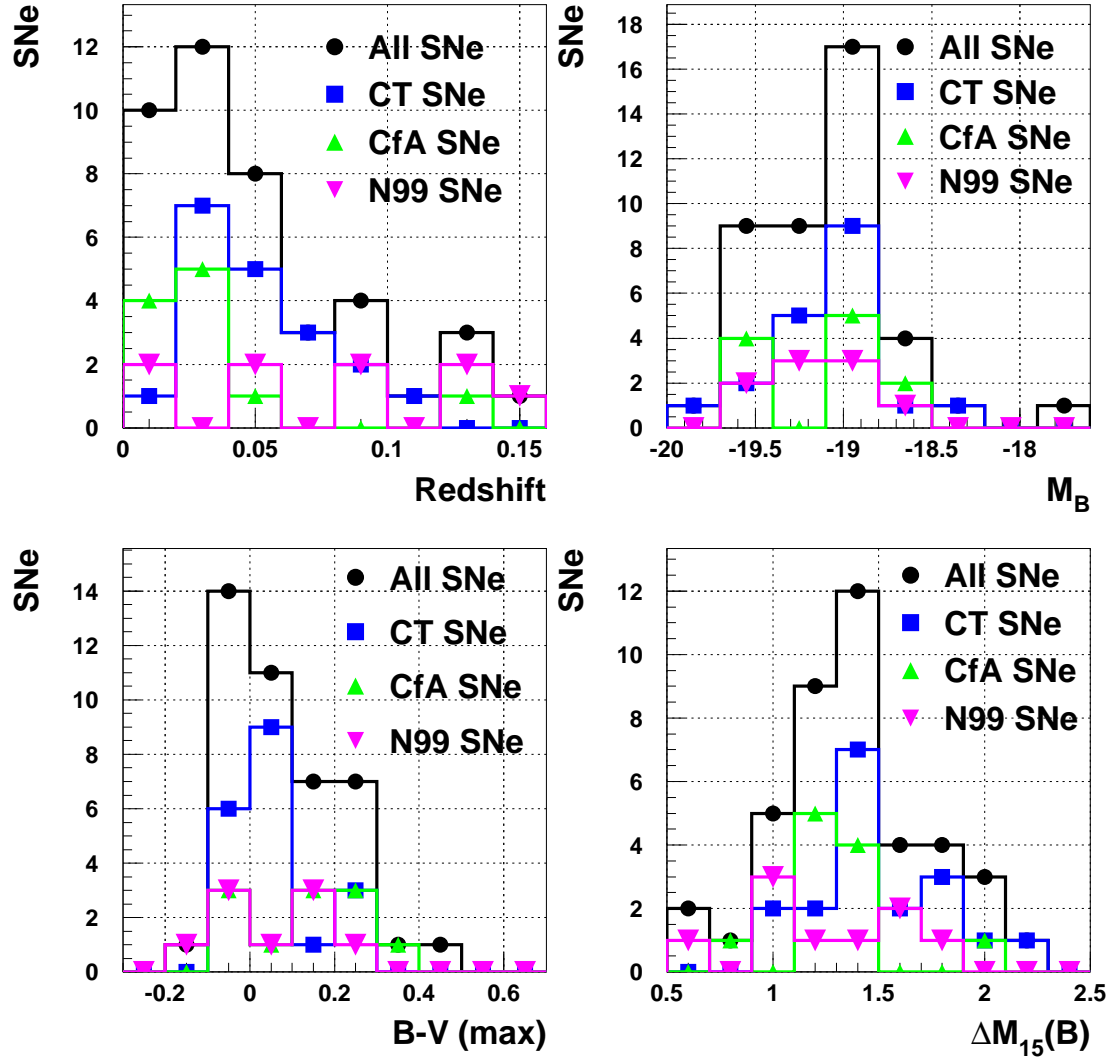 SNe
12
10
8
6
4
2
0
All SNe
CT SNe
CfA SNe
N99 SNe
0 0.05 0.1 0.15
Redshift
SNe
16
14
12
10
8
6
4
2
0
All SNe
CT SNe
CfA SNe
N99 SNe
-20 -19.5 -19 -18.5 -18
M_B
SNe
14
12
10
8
6
4
2
0
All SNe
CT SNe
CfA SNe
N99 SNe
-0.2 0 0.2 0.4 0.6
B-V (max)
SNe
12
10
8
6
4
2
0
All SNe
CT SNe
CfA SNe
N99 SNe
0.5 1 1.5 2 2.5
ΔM_15(B)